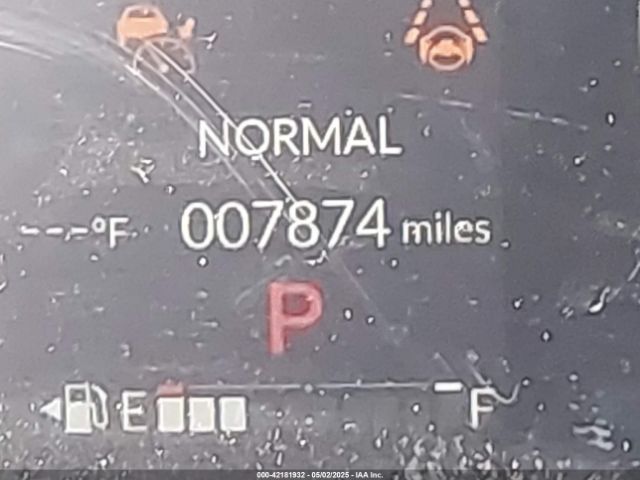 NORMAL
---°F 007874 miles
P
E F
000-42181932 - 05/02/2025 - IAA Inc.